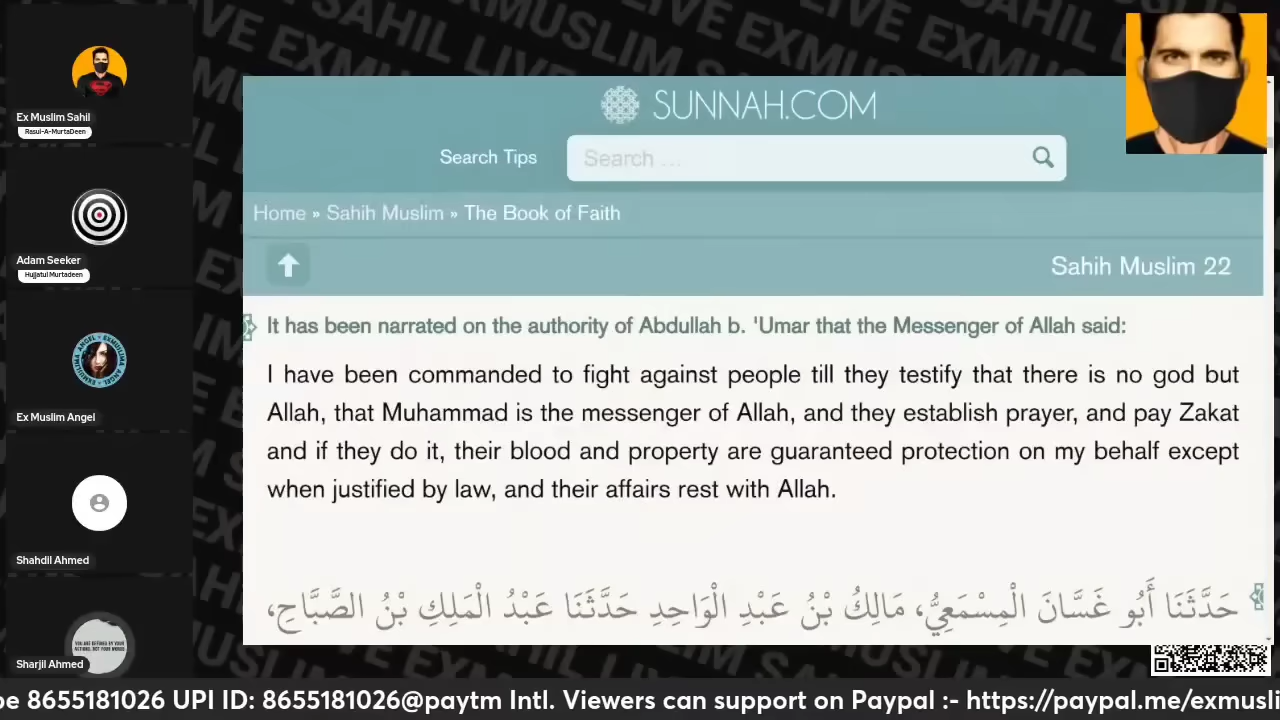 Ex Muslim Sahil
Rasul-A-MurtaDeen
Adam Seeker
Hujjatul Murtadeen
Ex Muslim Angel
Shahdil Ahmed
Sharjil Ahmed
SUNNAH.COM
Search Tips
Search ...
Home » Sahih Muslim » The Book of Faith
Sahih Muslim 22
It has been narrated on the authority of Abdullah b. 'Umar that the Messenger of Allah said:
I have been commanded to fight against people till they testify that there is no god but
Allah, that Muhammad is the messenger of Allah, and they establish prayer, and pay Zakat
and if they do it, their blood and property are guaranteed protection on my behalf except
when justified by law, and their affairs rest with Allah.
حَدَّثَنَا أَبُو غَسَّانَ الْمِسْمَعِيُّ، مَالِكُ بْنُ عَبْدِ الْوَاحِدِ حَدَّثَنَا عَبْدُ الْمَلِكِ بْنُ الصَّبَّاحِ،
pe 8655181026 UPI ID: 8655181026@paytm Intl. Viewers can support on Paypal :- https://paypal.me/exmusli